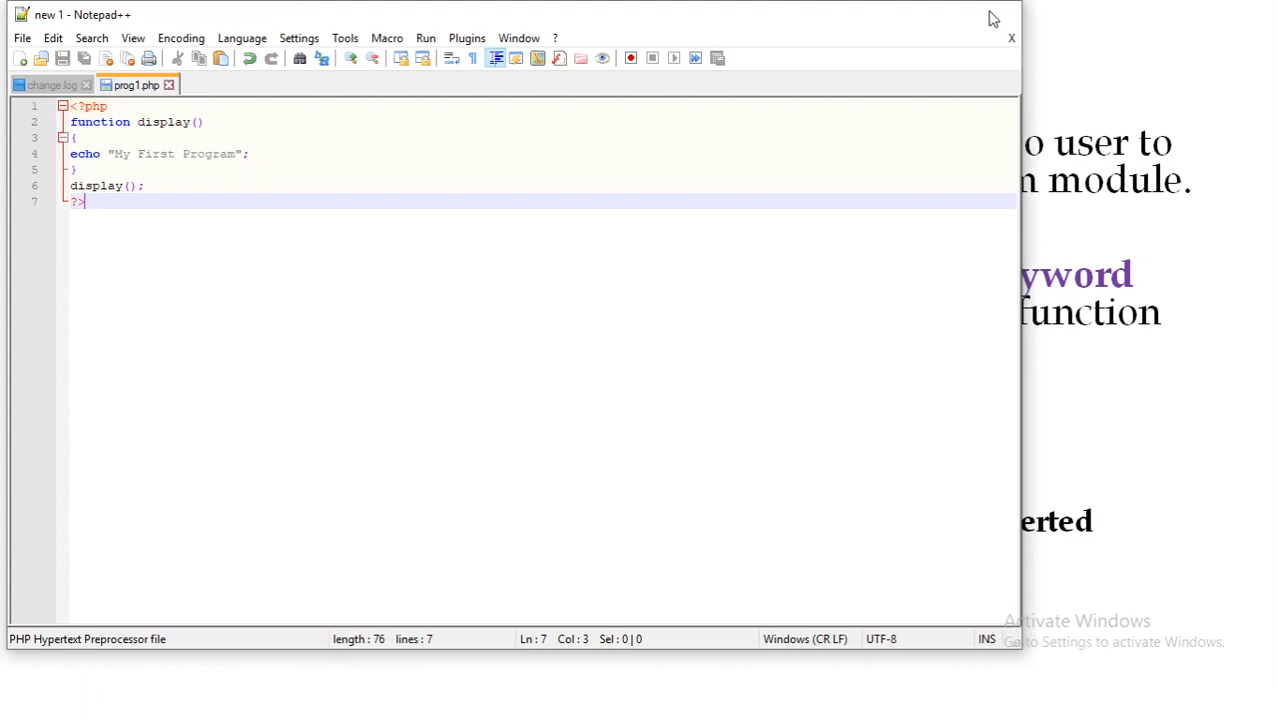 new 1 - Notepad++
File Edit Search View Encoding Language Settings Tools Macro Run Plugins Window ? X
change.log prog1.php
1 <?php
2 function display()
3 {
4 echo "My First Program";
5 }
6 display();
7 ?>
o user to
module.
yword
function
erted
Activate Windows
Go to Settings to activate Windows.
PHP Hypertext Preprocessor file length : 76 lines : 7 Ln : 7 Col : 3 Sel : 0 | 0 Windows (CR LF) UTF-8 INS